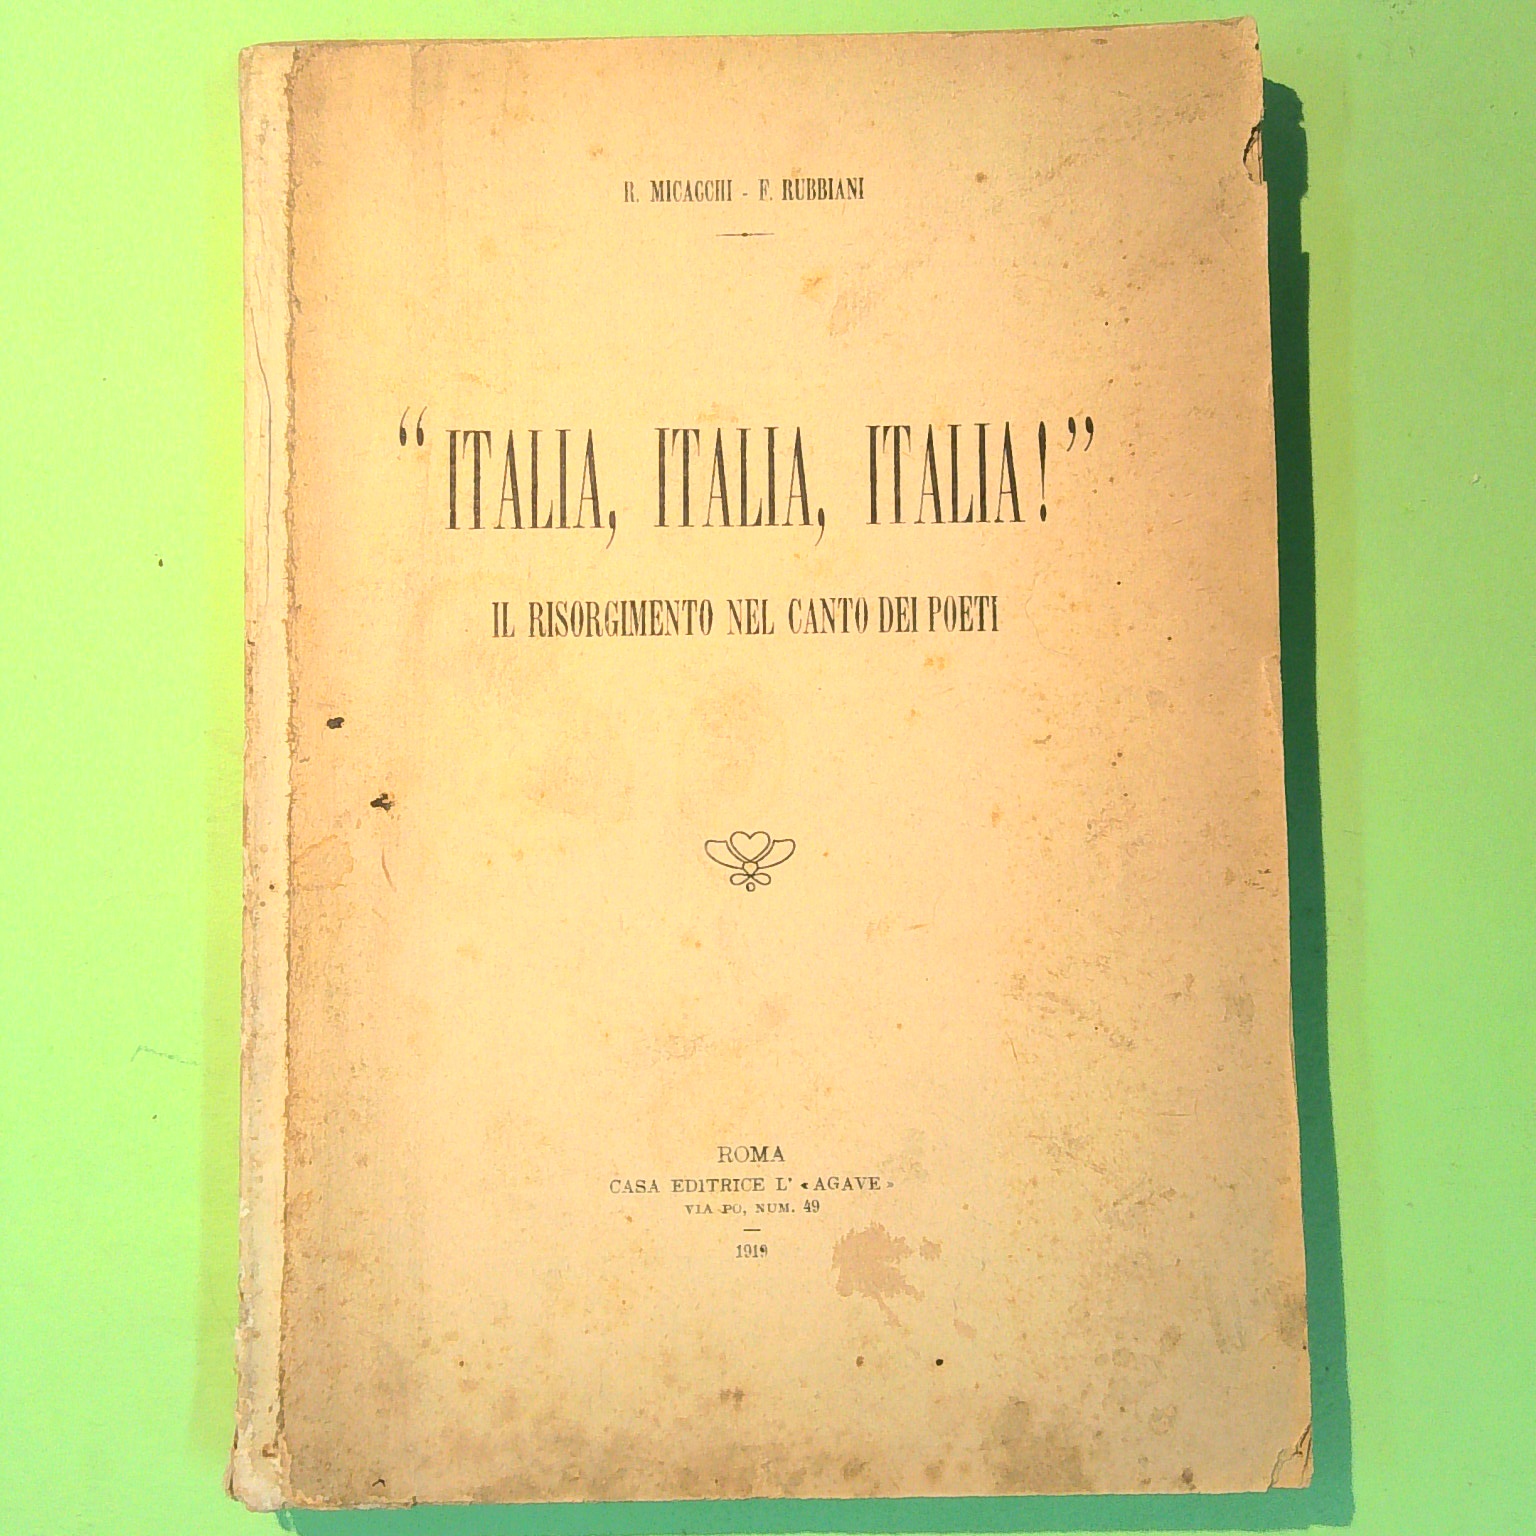 R. MICACCHI - F. RUBBIANI
“ITALIA, ITALIA, ITALIA!”
IL RISORGIMENTO NEL CANTO DEI POETI
ROMA
CASA EDITRICE L' «AGAVE»
VIA PO, NUM. 49
1919